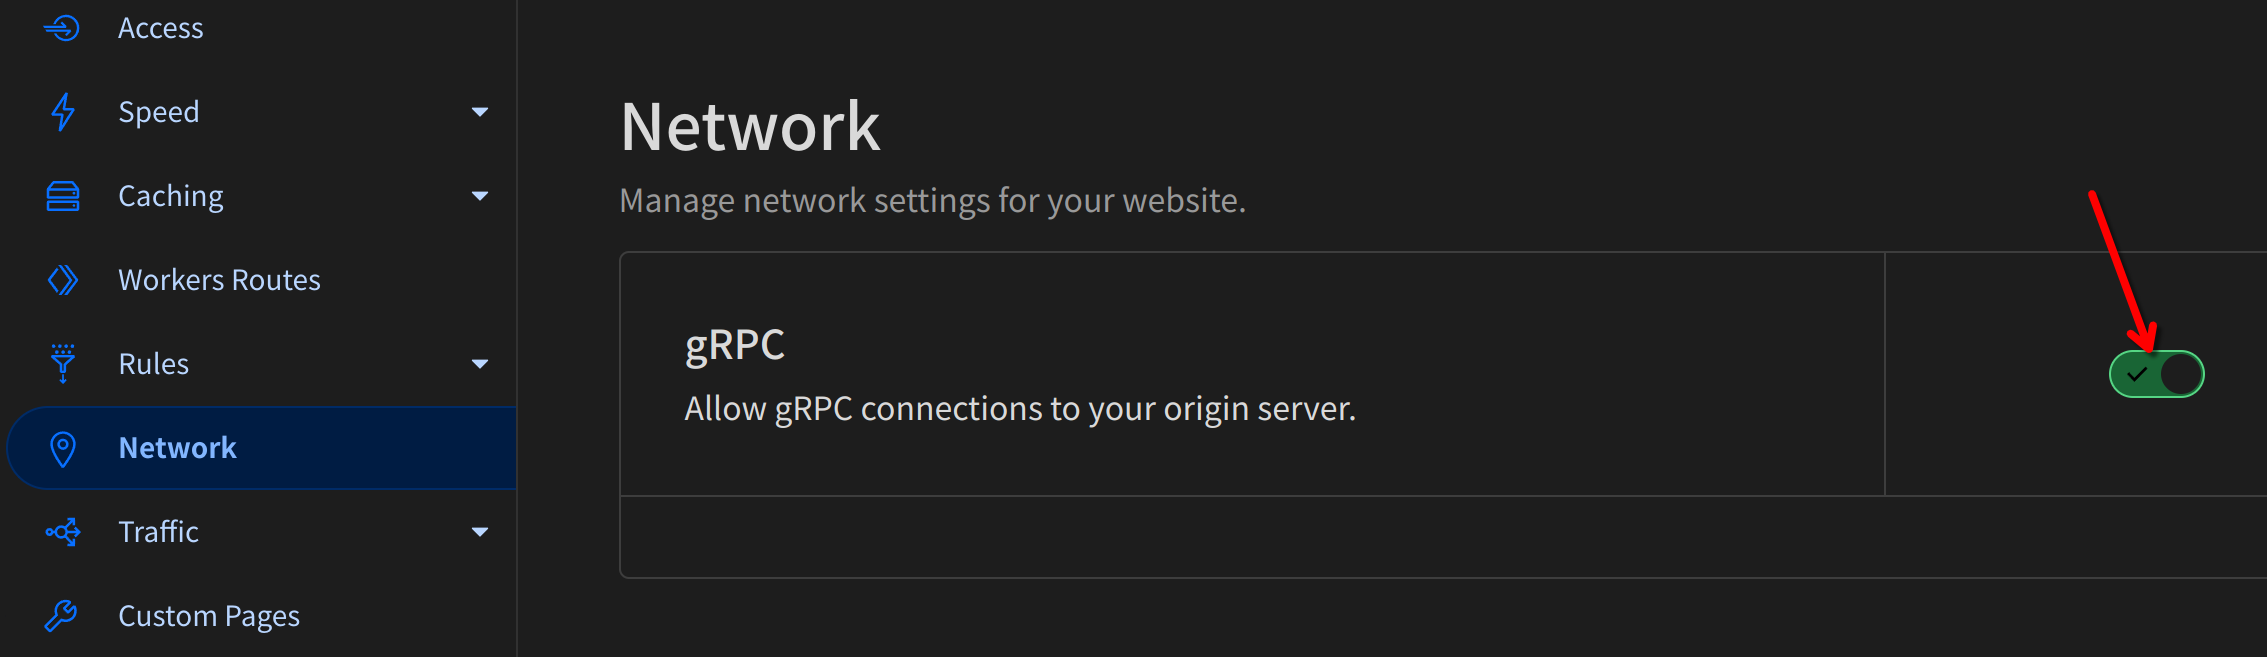 Access
Speed
Caching
Workers Routes
Rules
Network
Traffic
Custom Pages
Network
Manage network settings for your website.
gRPC
Allow gRPC connections to your origin server.